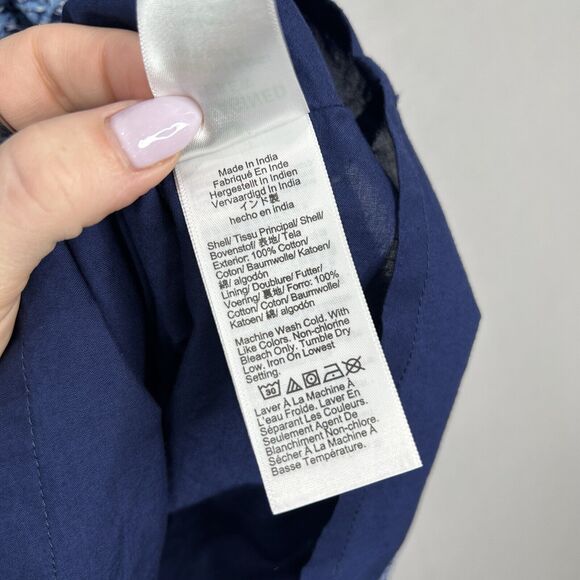 Made In India
Fabriqué En Inde
Hergestellt In Indien
Vervaardigd In India
インド製
hecho en india
Shell/ Tissu Principal/ Shell/
Bovenstof/ 表地/ Tela
Exterior: 100% Cotton/
Coton/ Baumwolle/ Katoen/
綿/ algodón
Lining/ Doublure/ Futter/
Voering/ 裏地/ Forro: 100%
Cotton/ Coton/ Baumwolle/
Katoen/ 綿/ algodón
Machine Wash Cold. With
Like Colors. Non-chlorine
Bleach Only. Tumble Dry
Low. Iron On Lowest
Setting.
30
Laver À La Machine À
L'eau Froide. Laver En
Séparant Les Couleurs.
Seulement Agent De
Blanchiment Non-chlore.
Sécher À La Machine À
Basse Température.